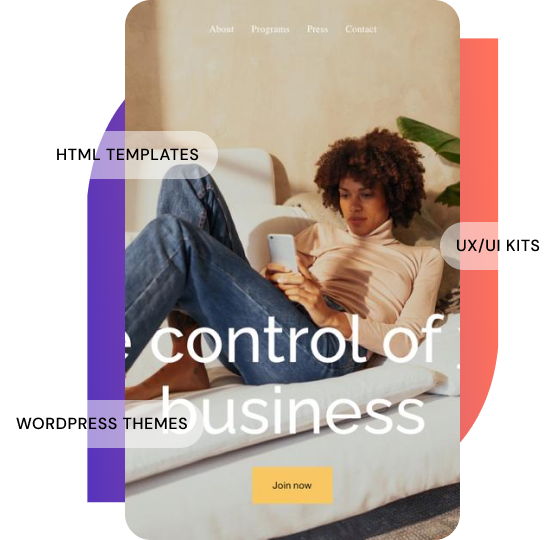 About Programs Press Contact
HTML TEMPLATES
UX/UI KITS
control of
business
WORDPRESS THEMES
Join now